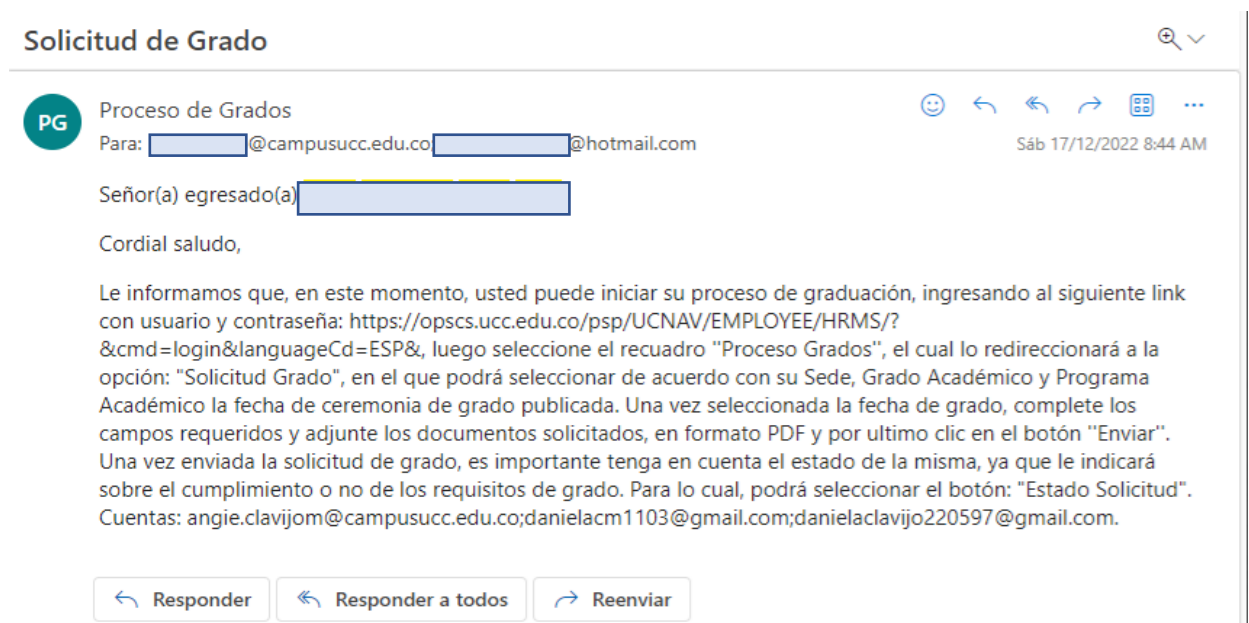 Solicitud de Grado
PG
Proceso de Grados
Para: @campusucc.edu.co; @hotmail.com
Sáb 17/12/2022 8:44 AM
Señor(a) egresado(a)
Cordial saludo,
Le informamos que, en este momento, usted puede iniciar su proceso de graduación, ingresando al siguiente link
con usuario y contraseña: https://opscs.ucc.edu.co/psp/UCNAV/EMPLOYEE/HRMS/?
&cmd=login&languageCd=ESP&, luego seleccione el recuadro "Proceso Grados", el cual lo redireccionará a la
opción: "Solicitud Grado", en el que podrá seleccionar de acuerdo con su Sede, Grado Académico y Programa
Académico la fecha de ceremonia de grado publicada. Una vez seleccionada la fecha de grado, complete los
campos requeridos y adjunte los documentos solicitados, en formato PDF y por ultimo clic en el botón "Enviar".
Una vez enviada la solicitud de grado, es importante tenga en cuenta el estado de la misma, ya que le indicará
sobre el cumplimiento o no de los requisitos de grado. Para lo cual, podrá seleccionar el botón: "Estado Solicitud".
Cuentas: angie.clavijom@campusucc.edu.co;danielacm1103@gmail.com;danielaclavijo220597@gmail.com.
Responder
Responder a todos
Reenviar